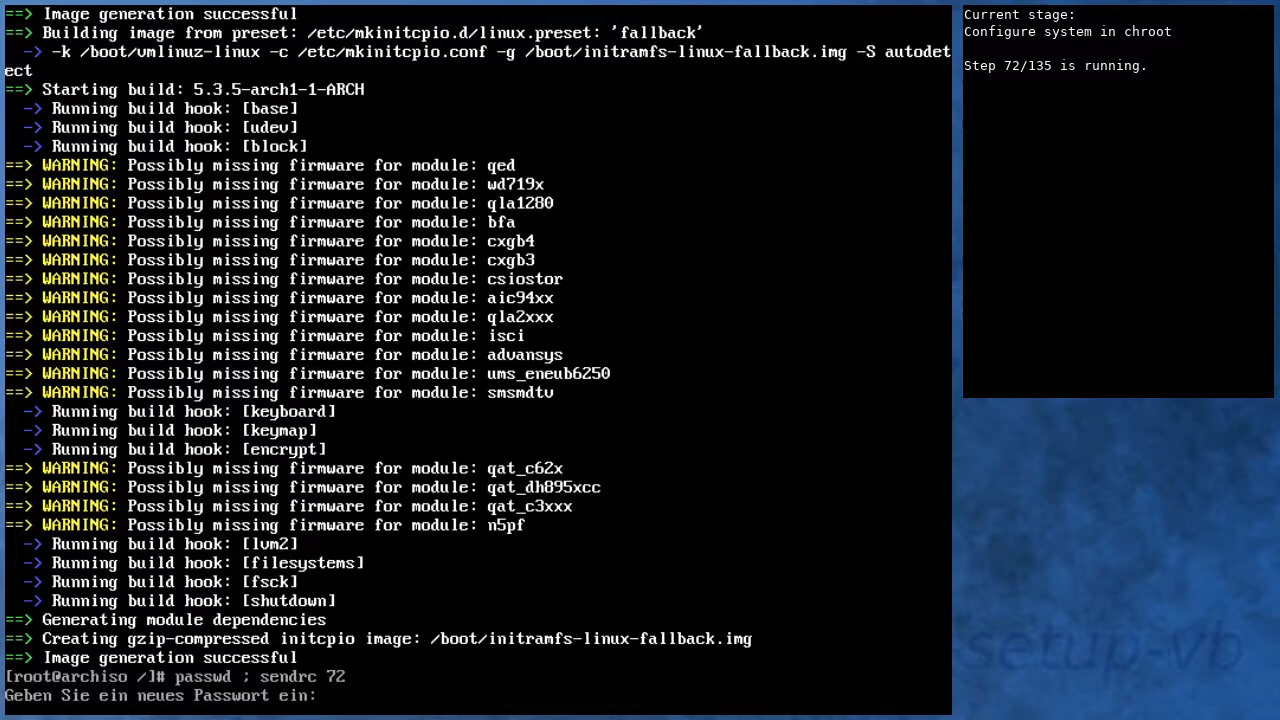 ==> Image generation successful
==> Building image from preset: /etc/mkinitcpio.d/linux.preset: 'fallback'
  -> -k /boot/vmlinuz-linux -c /etc/mkinitcpio.conf -g /boot/initramfs-linux-fallback.img -S autodet
ect
==> Starting build: 5.3.5-arch1-1-ARCH
  -> Running build hook: [base]
  -> Running build hook: [udev]
  -> Running build hook: [block]
==> WARNING: Possibly missing firmware for module: qed
==> WARNING: Possibly missing firmware for module: wd719x
==> WARNING: Possibly missing firmware for module: qla1280
==> WARNING: Possibly missing firmware for module: bfa
==> WARNING: Possibly missing firmware for module: cxgb4
==> WARNING: Possibly missing firmware for module: cxgb3
==> WARNING: Possibly missing firmware for module: csiostor
==> WARNING: Possibly missing firmware for module: aic94xx
==> WARNING: Possibly missing firmware for module: qla2xxx
==> WARNING: Possibly missing firmware for module: isci
==> WARNING: Possibly missing firmware for module: advansys
==> WARNING: Possibly missing firmware for module: ums_eneub6250
==> WARNING: Possibly missing firmware for module: smsmdtv
  -> Running build hook: [keyboard]
  -> Running build hook: [keymap]
  -> Running build hook: [encrypt]
==> WARNING: Possibly missing firmware for module: qat_c62x
==> WARNING: Possibly missing firmware for module: qat_dh895xcc
==> WARNING: Possibly missing firmware for module: qat_c3xxx
==> WARNING: Possibly missing firmware for module: n5pf
  -> Running build hook: [lvm2]
  -> Running build hook: [filesystems]
  -> Running build hook: [fsck]
  -> Running build hook: [shutdown]
==> Generating module dependencies
==> Creating gzip-compressed initcpio image: /boot/initramfs-linux-fallback.img
==> Image generation successful
[root@archiso /]# passwd ; sendrc 72
Geben Sie ein neues Passwort ein:
Current stage:
Configure system in chroot
Step 72/135 is running.
setup-vb